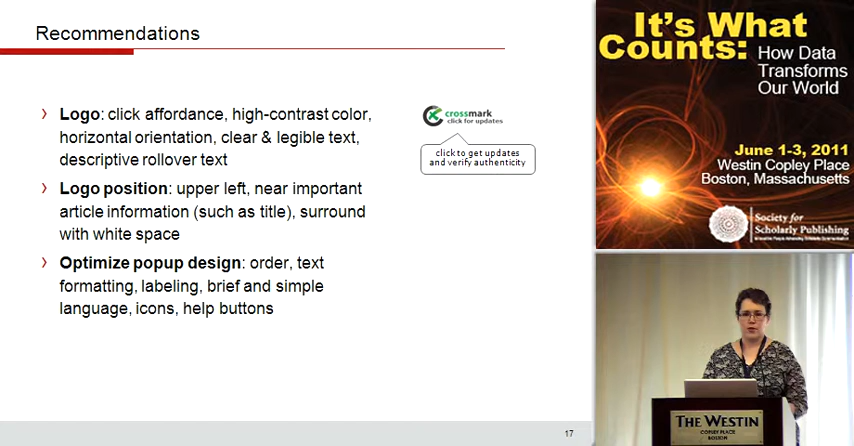 Recommendations
› Logo: click affordance, high-contrast color,
horizontal orientation, clear & legible text,
descriptive rollover text
› Logo position: upper left, near important
article information (such as title), surround
with white space
› Optimize popup design: order, text
formatting, labeling, brief and simple
language, icons, help buttons
crossmark
click for updates
click to get updates
and verify authenticity
17
It's What
Counts: How Data
Transforms
Our World
June 1-3, 2011
Westin Copley Place
Boston, Massachusetts
Society for
Scholarly Publishing
THE WESTIN
COPLEY PLACE
BOSTON